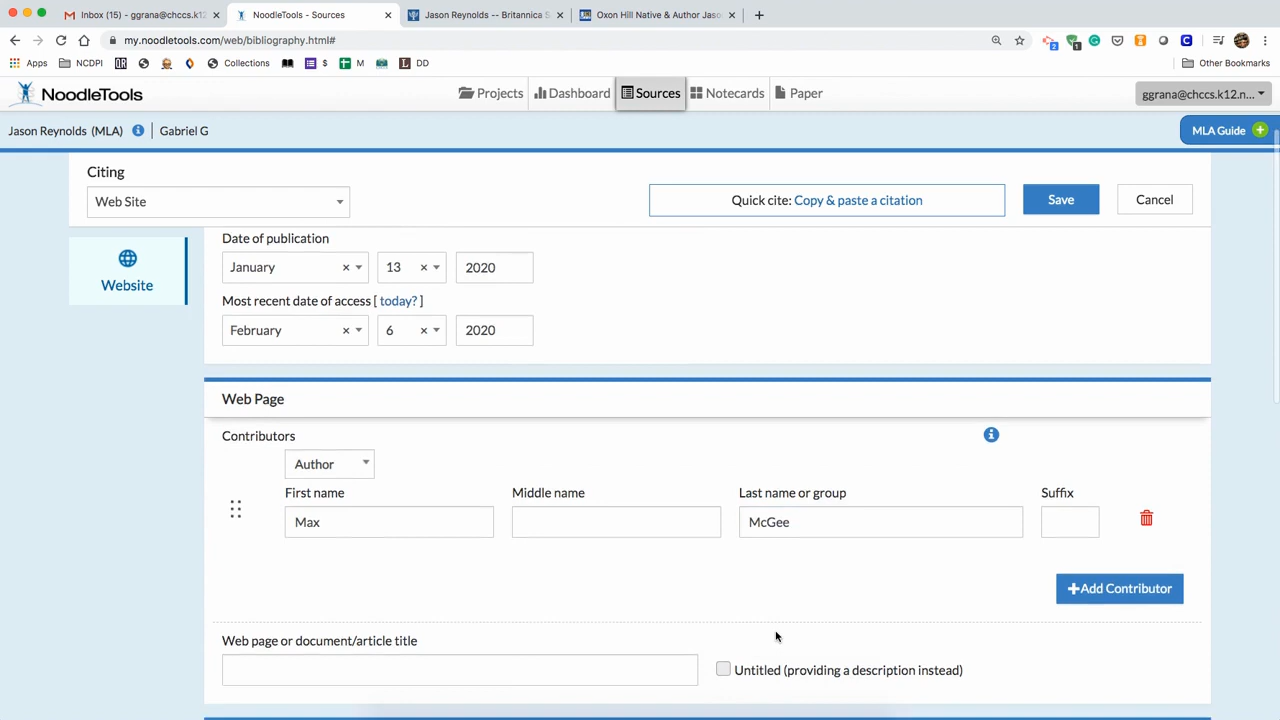 Inbox (15) - ggrana@chccs.k12
NoodleTools - Sources
Jason Reynolds -- Britannica S
Oxon Hill Native & Author Jaso
my.noodletools.com/web/bibliography.html#
Apps
NCDPI
Collections
$
M
DD
Other Bookmarks
NoodleTools
Projects
Dashboard
Sources
Notecards
Paper
ggrana@chccs.k12.n...
Jason Reynolds (MLA)
Gabriel G
MLA Guide
Citing
Web Site
Quick cite: Copy & paste a citation
Save
Cancel
Website
Date of publication
January
13
2020
Most recent date of access [ today? ]
February
6
2020
Web Page
Contributors
Author
First name
Middle name
Last name or group
Suffix
Max
McGee
+Add Contributor
Web page or document/article title
Untitled (providing a description instead)